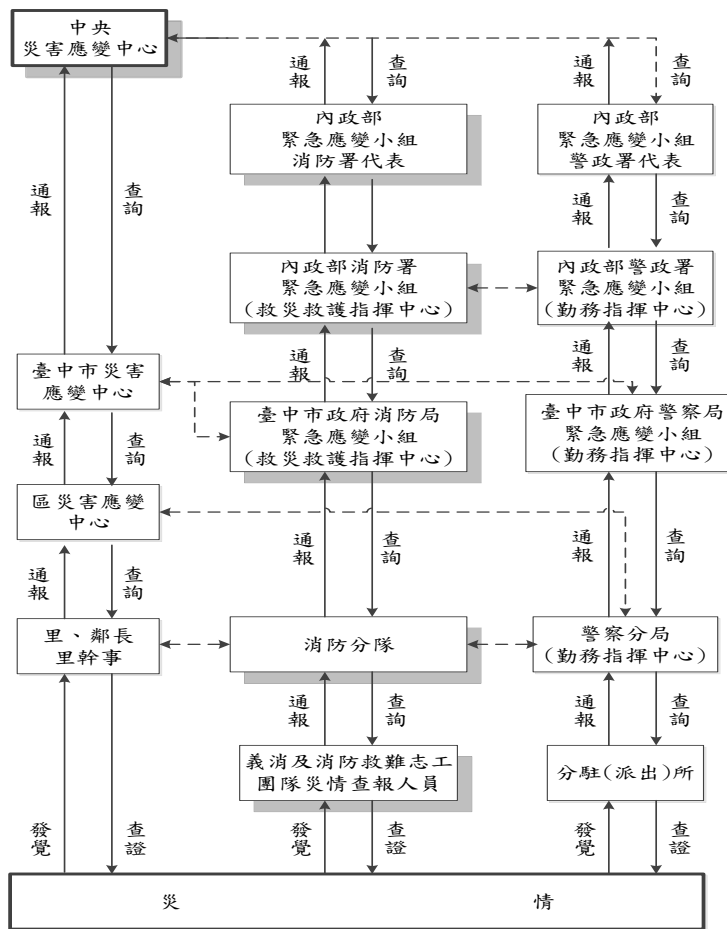 中央
災害應變中心
通報
查詢
通報
查詢
內政部
緊急應變小組
消防署代表
內政部
緊急應變小組
警政署代表
通報
查詢
通報
查詢
通報
查詢
內政部消防署
緊急應變小組
(救災救護指揮中心)
內政部警政署
緊急應變小組
(勤務指揮中心)
通報
查詢
通報
查詢
臺中市災害
應變中心
臺中市政府消防局
緊急應變小組
(救災救護指揮中心)
臺中市政府警察局
緊急應變小組
(勤務指揮中心)
通報
查詢
區災害應變
中心
通報
查詢
通報
查詢
通報
查詢
里、鄰長
里幹事
消防分隊
警察分局
(勤務指揮中心)
通報
查詢
通報
查詢
義消及消防救難志工
團隊災情查報人員
分駐(派出)所
發覺
查證
發覺
查證
發覺
查證
災 情